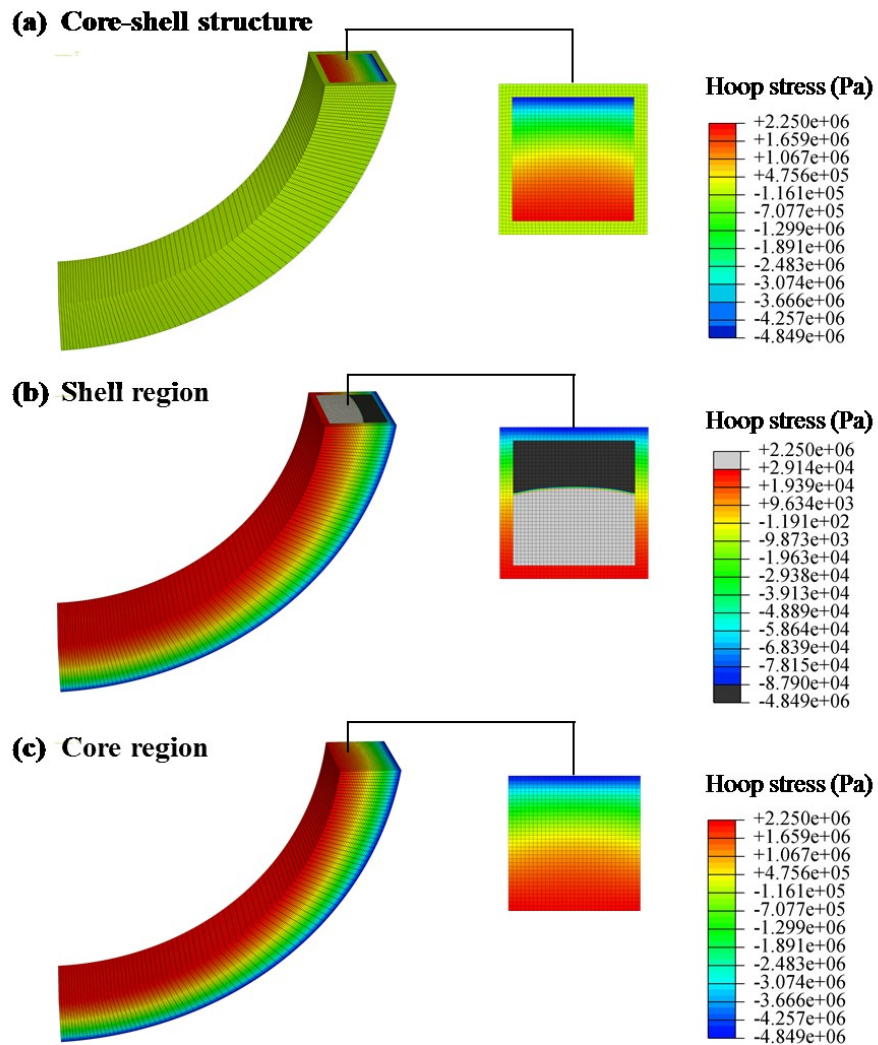 (a) Core-shell structure
Hoop stress (Pa)
+2.250e+06
+1.659e+06
+1.067e+06
+4.756e+05
-1.161e+05
-7.077e+05
-1.299e+06
-1.891e+06
-2.483e+06
-3.074e+06
-3.666e+06
-4.257e+06
-4.849e+06
(b) Shell region
Hoop stress (Pa)
+2.250e+06
+2.914e+04
+1.939e+04
+9.634e+03
-1.191e+02
-9.873e+03
-1.963e+04
-2.938e+04
-3.913e+04
-4.889e+04
-5.864e+04
-6.839e+04
-7.815e+04
-8.790e+04
-4.849e+06
(c) Core region
Hoop stress (Pa)
+2.250e+06
+1.659e+06
+1.067e+06
+4.756e+05
-1.161e+05
-7.077e+05
-1.299e+06
-1.891e+06
-2.483e+06
-3.074e+06
-3.666e+06
-4.257e+06
-4.849e+06